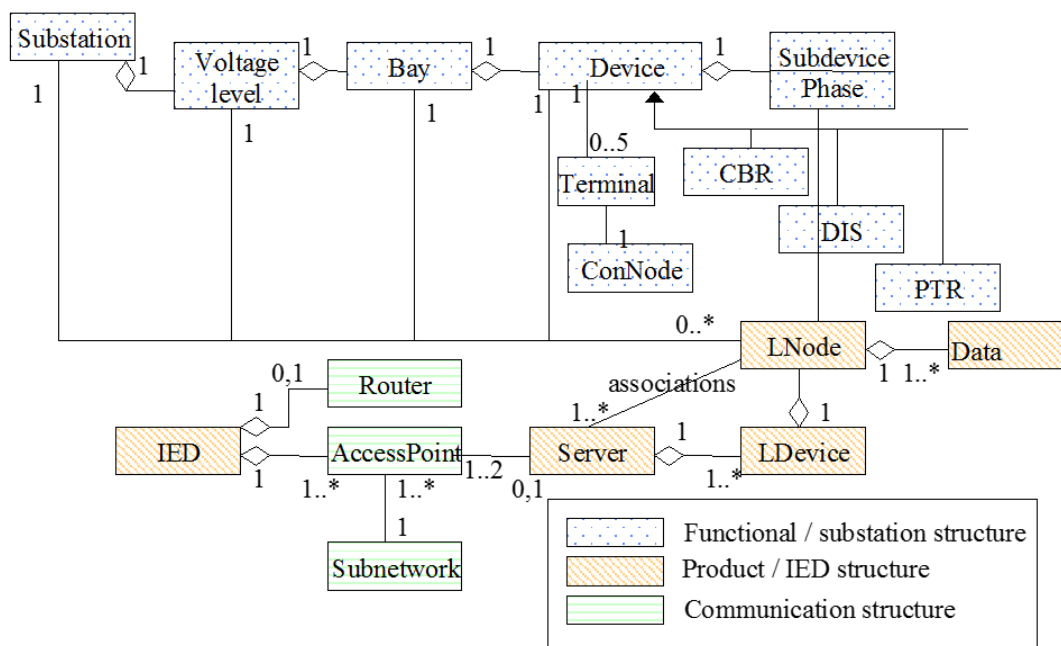 Substation
1
1
Voltage
level
1
1
Bay
1
1
Device
1
1
1
Subdevice
Phase
0..5
Terminal
1
ConNode
CBR
DIS
PTR
0..*
LNode
1
1..*
Data
associations
0,1
Router
1
IED
1
1..*
AccessPoint
1..*
1..2
0,1
1..*
Server
1
1..*
LDevice
1
1
Subnetwork
Functional / substation structure
Product / IED structure
Communication structure